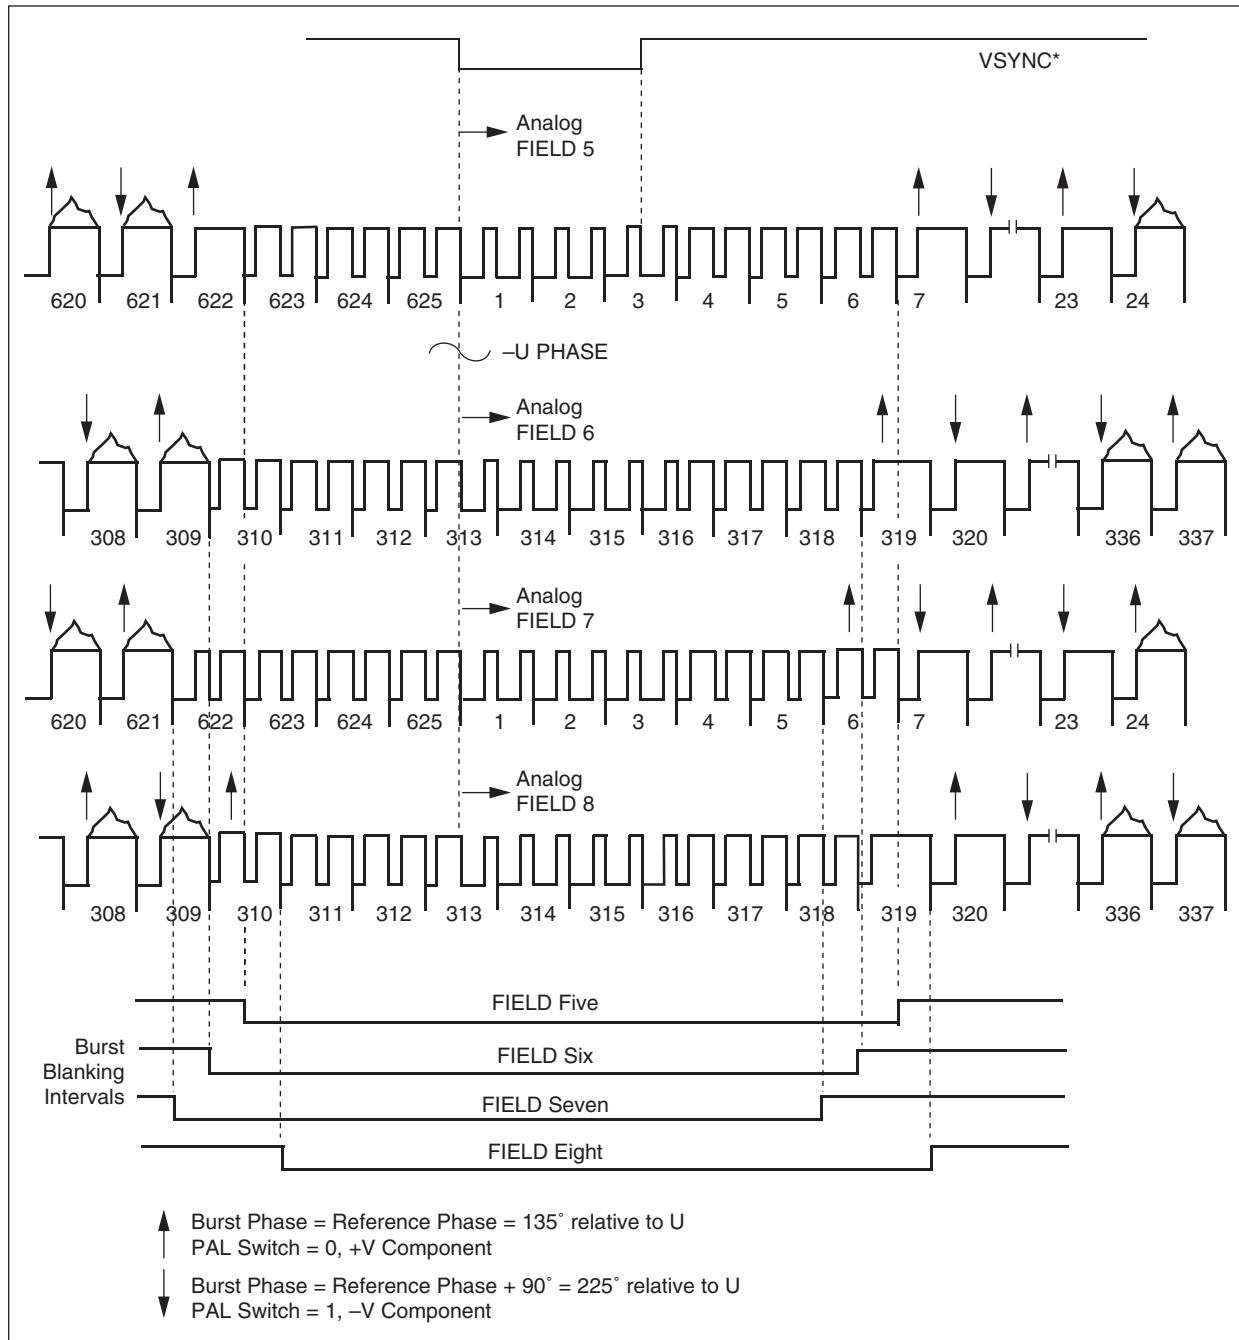 VSYNC*
Analog
FIELD 5
620 621 622 623 624 625 1 2 3 4 5 6 7 23 24
–U PHASE
Analog
FIELD 6
308 309 310 311 312 313 314 315 316 317 318 319 320 336 337
Analog
FIELD 7
620 621 622 623 624 625 1 2 3 4 5 6 7 23 24
Analog
FIELD 8
308 309 310 311 312 313 314 315 316 317 318 319 320 336 337
FIELD Five
Burst
Blanking
Intervals
FIELD Six
FIELD Seven
FIELD Eight
Burst Phase = Reference Phase = 135˚ relative to U
PAL Switch = 0, +V Component
Burst Phase = Reference Phase + 90˚ = 225˚ relative to U
PAL Switch = 1, –V Component